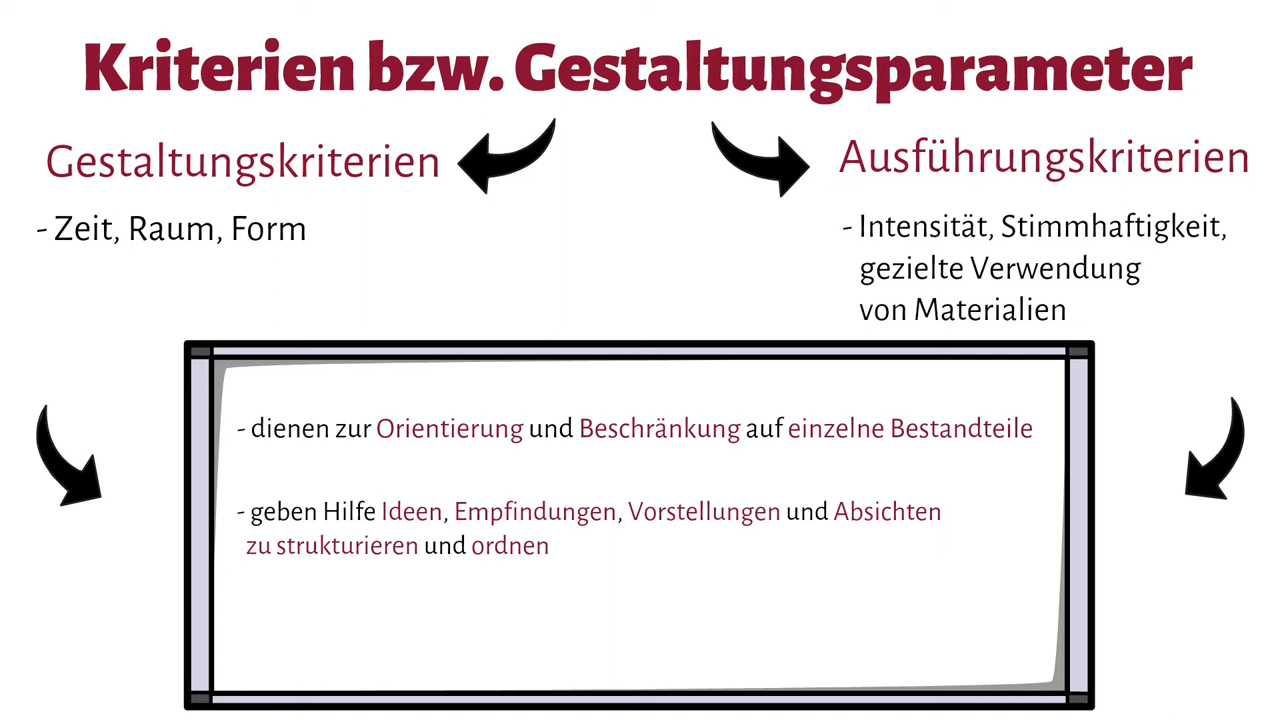 Kriterien bzw. Gestaltungsparameter
Gestaltungskriterien
- Zeit, Raum, Form
Ausführungskriterien
- Intensität, Stimmhaftigkeit,
gezielte Verwendung
von Materialien
- dienen zur Orientierung und Beschränkung auf einzelne Bestandteile
- geben Hilfe Ideen, Empfindungen, Vorstellungen und Absichten
zu strukturieren und ordnen